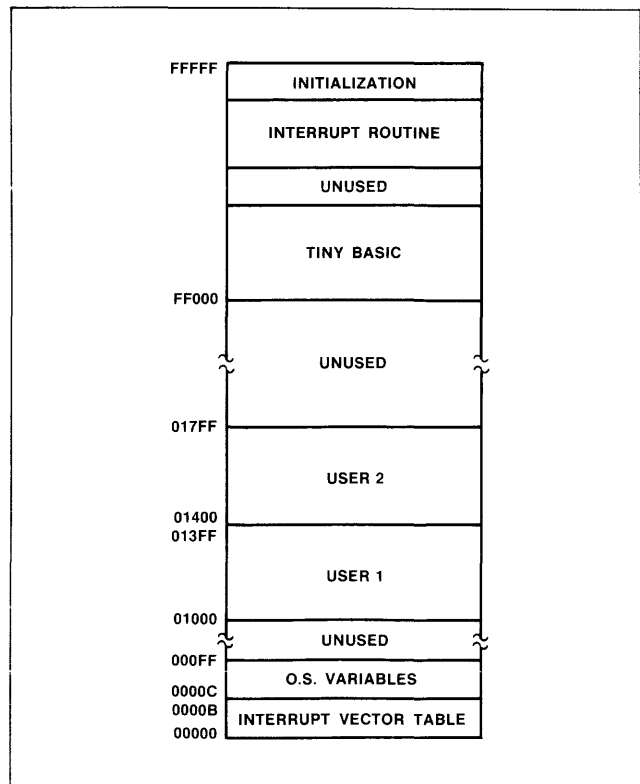 FFFFF
INITIALIZATION
INTERRUPT ROUTINE
UNUSED
TINY BASIC
FF000
UNUSED
017FF
USER 2
01400
013FF
USER 1
01000
UNUSED
000FF
O.S. VARIABLES
0000C
0000B
INTERRUPT VECTOR TABLE
00000